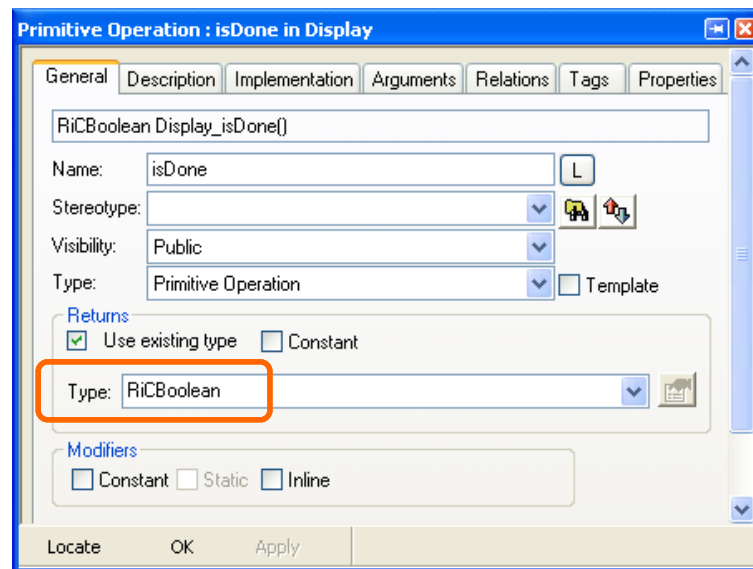 Primitive Operation : isDone in Display
General Description Implementation Arguments Relations Tags Properties
RiCBoolean Display_isDone()
Name: isDone L
Stereotype:
Visibility: Public
Type: Primitive Operation Template
Returns
Use existing type Constant
Type: RiCBoolean
Modifiers
Constant Static Inline
Locate OK Apply